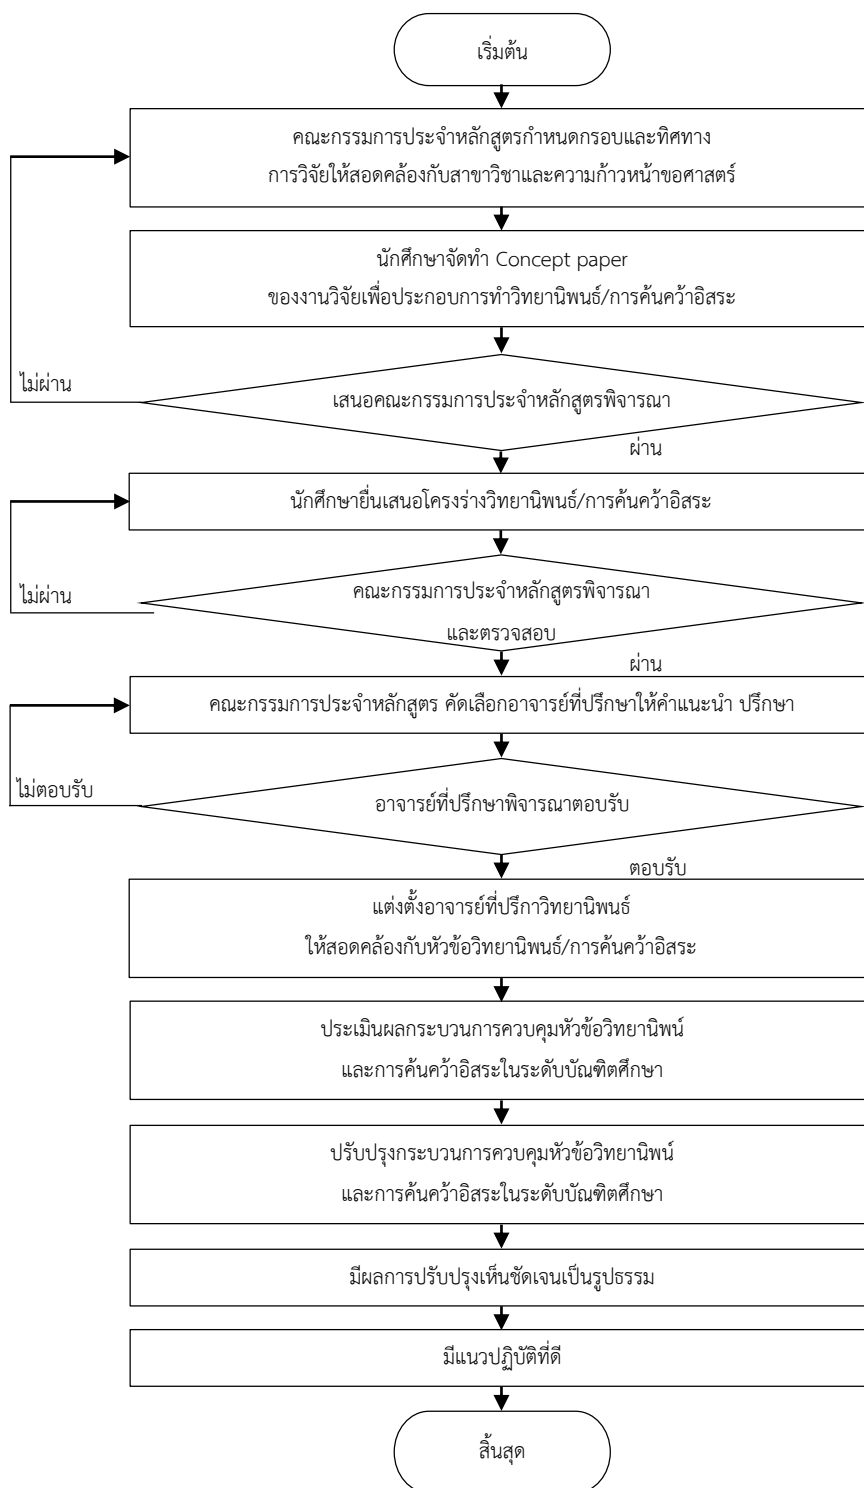 เริ่มต้น
คณะกรรมการประจำหลักสูตรกำหนดกรอบและทิศทาง
การวิจัยให้สอดคล้องกับสาขาวิชาและความก้าวหน้าขอศาสตร์
นักศึกษาจัดทำ Concept paper
ของงานวิจัยเพื่อประกอบการทำวิทยานิพนธ์/การค้นคว้าอิสระ
ไม่ผ่าน
เสนอคณะกรรมการประจำหลักสูตรพิจารณา
ผ่าน
นักศึกษายื่นเสนอโครงร่างวิทยานิพนธ์/การค้นคว้าอิสระ
ไม่ผ่าน
คณะกรรมการประจำหลักสูตรพิจารณา
และตรวจสอบ
ผ่าน
คณะกรรมการประจำหลักสูตร คัดเลือกอาจารย์ที่ปรึกษาให้คำแนะนำ ปรึกษา
ไม่ตอบรับ
อาจารย์ที่ปรึกษาพิจารณาตอบรับ
ตอบรับ
แต่งตั้งอาจารย์ที่ปรึกาวิทยานิพนธ์
ให้สอดคล้องกับหัวข้อวิทยานิพนธ์/การค้นคว้าอิสระ
ประเมินผลกระบวนการควบคุมหัวข้อวิทยานิพน์
และการค้นคว้าอิสระในระดับบัณฑิตศึกษา
ปรับปรุงกระบวนการควบคุมหัวข้อวิทยานิพน์
และการค้นคว้าอิสระในระดับบัณฑิตศึกษา
มีผลการปรับปรุงเห็นชัดเจนเป็นรูปธรรม
มีแนวปฏิบัติที่ดี
สิ้นสุด